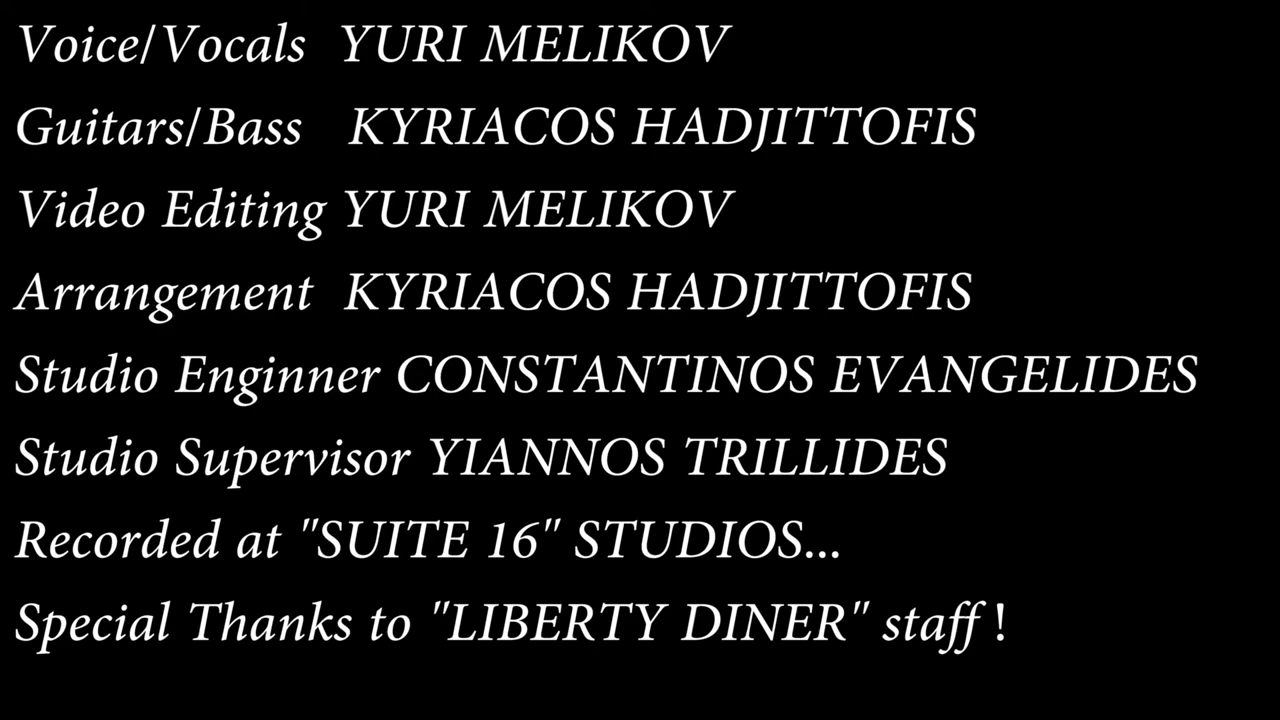 Voice/Vocals YURI MELIKOV
Guitars/Bass KYRIACOS HADJITTOFIS
Video Editing YURI MELIKOV
Arrangement KYRIACOS HADJITTOFIS
Studio Enginner CONSTANTINOS EVANGELIDES
Studio Supervisor YIANNOS TRILLIDES
Recorded at "SUITE 16" STUDIOS...
Special Thanks to "LIBERTY DINER" staff !